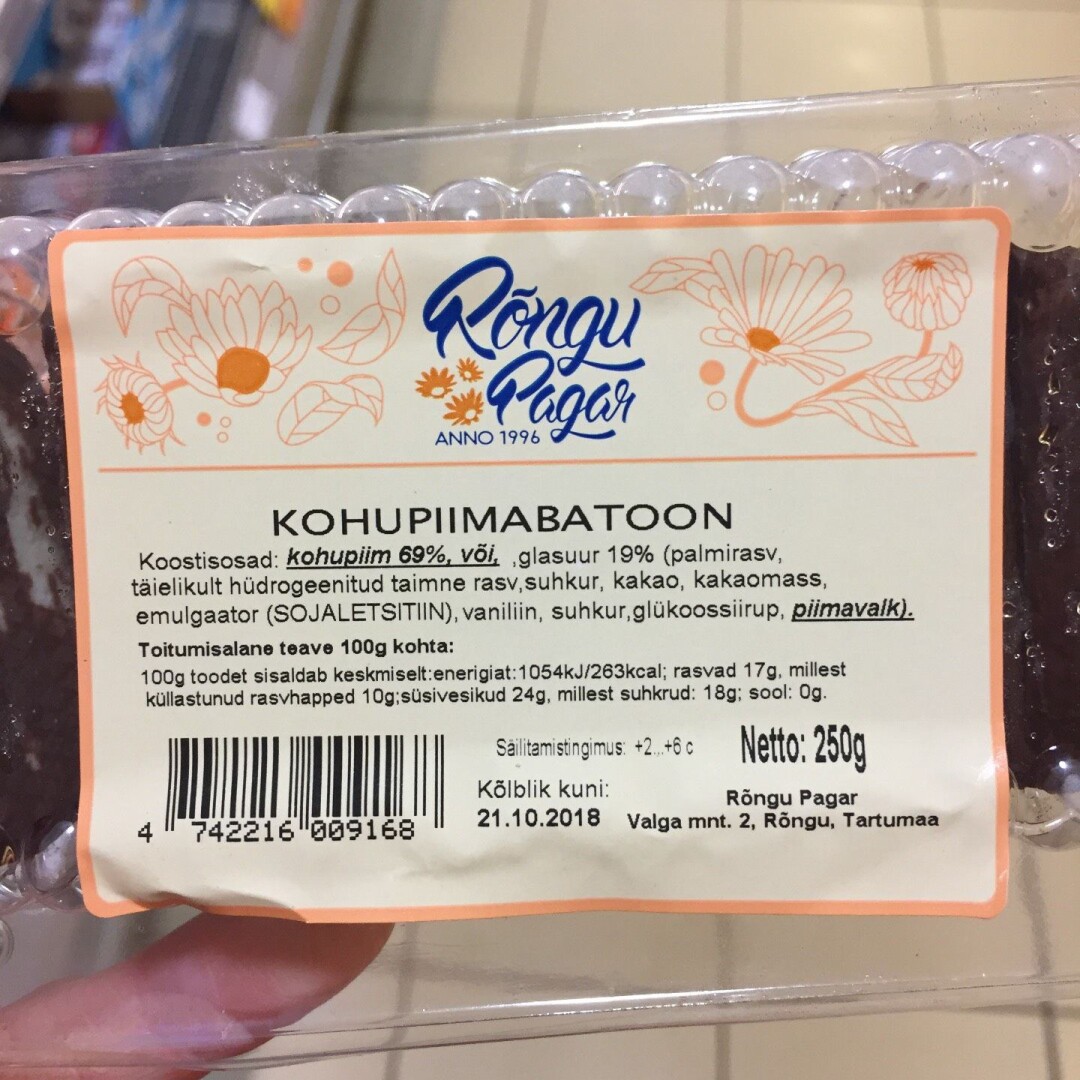 Rõngu
Pagar
ANNO 1996
KOHUPIIMABATOON
Koostisosad: kohupiim 69%, või, ,glasuur 19% (palmirasv,
täielikult hüdrogeenitud taimne rasv,suhkur, kakao, kakaomass,
emulgaator (SOJALETSITIIN),vaniliin, suhkur,glükoossiirup, piimavalk).
Toitumisalane teave 100g kohta:
100g toodet sisaldab keskmiselt:energiat:1054kJ/263kcal; rasvad 17g, millest
küllastunud rasvhapped 10g;süsivesikud 24g, millest suhkrud: 18g; sool: 0g.
Säilitamistingimus: +2...+6 c
Netto: 250g
Kõlblik kuni:
21.10.2018
Rõngu Pagar
Valga mnt. 2, Rõngu, Tartumaa
4 742216 009168